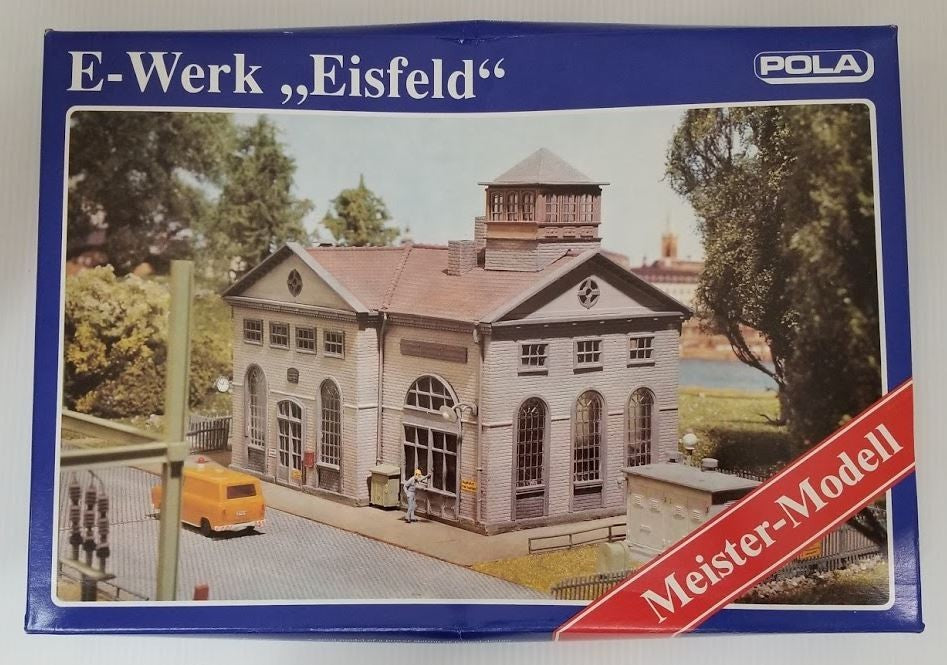 E-Werk „Eisfeld“
POLA
Meister-Modell